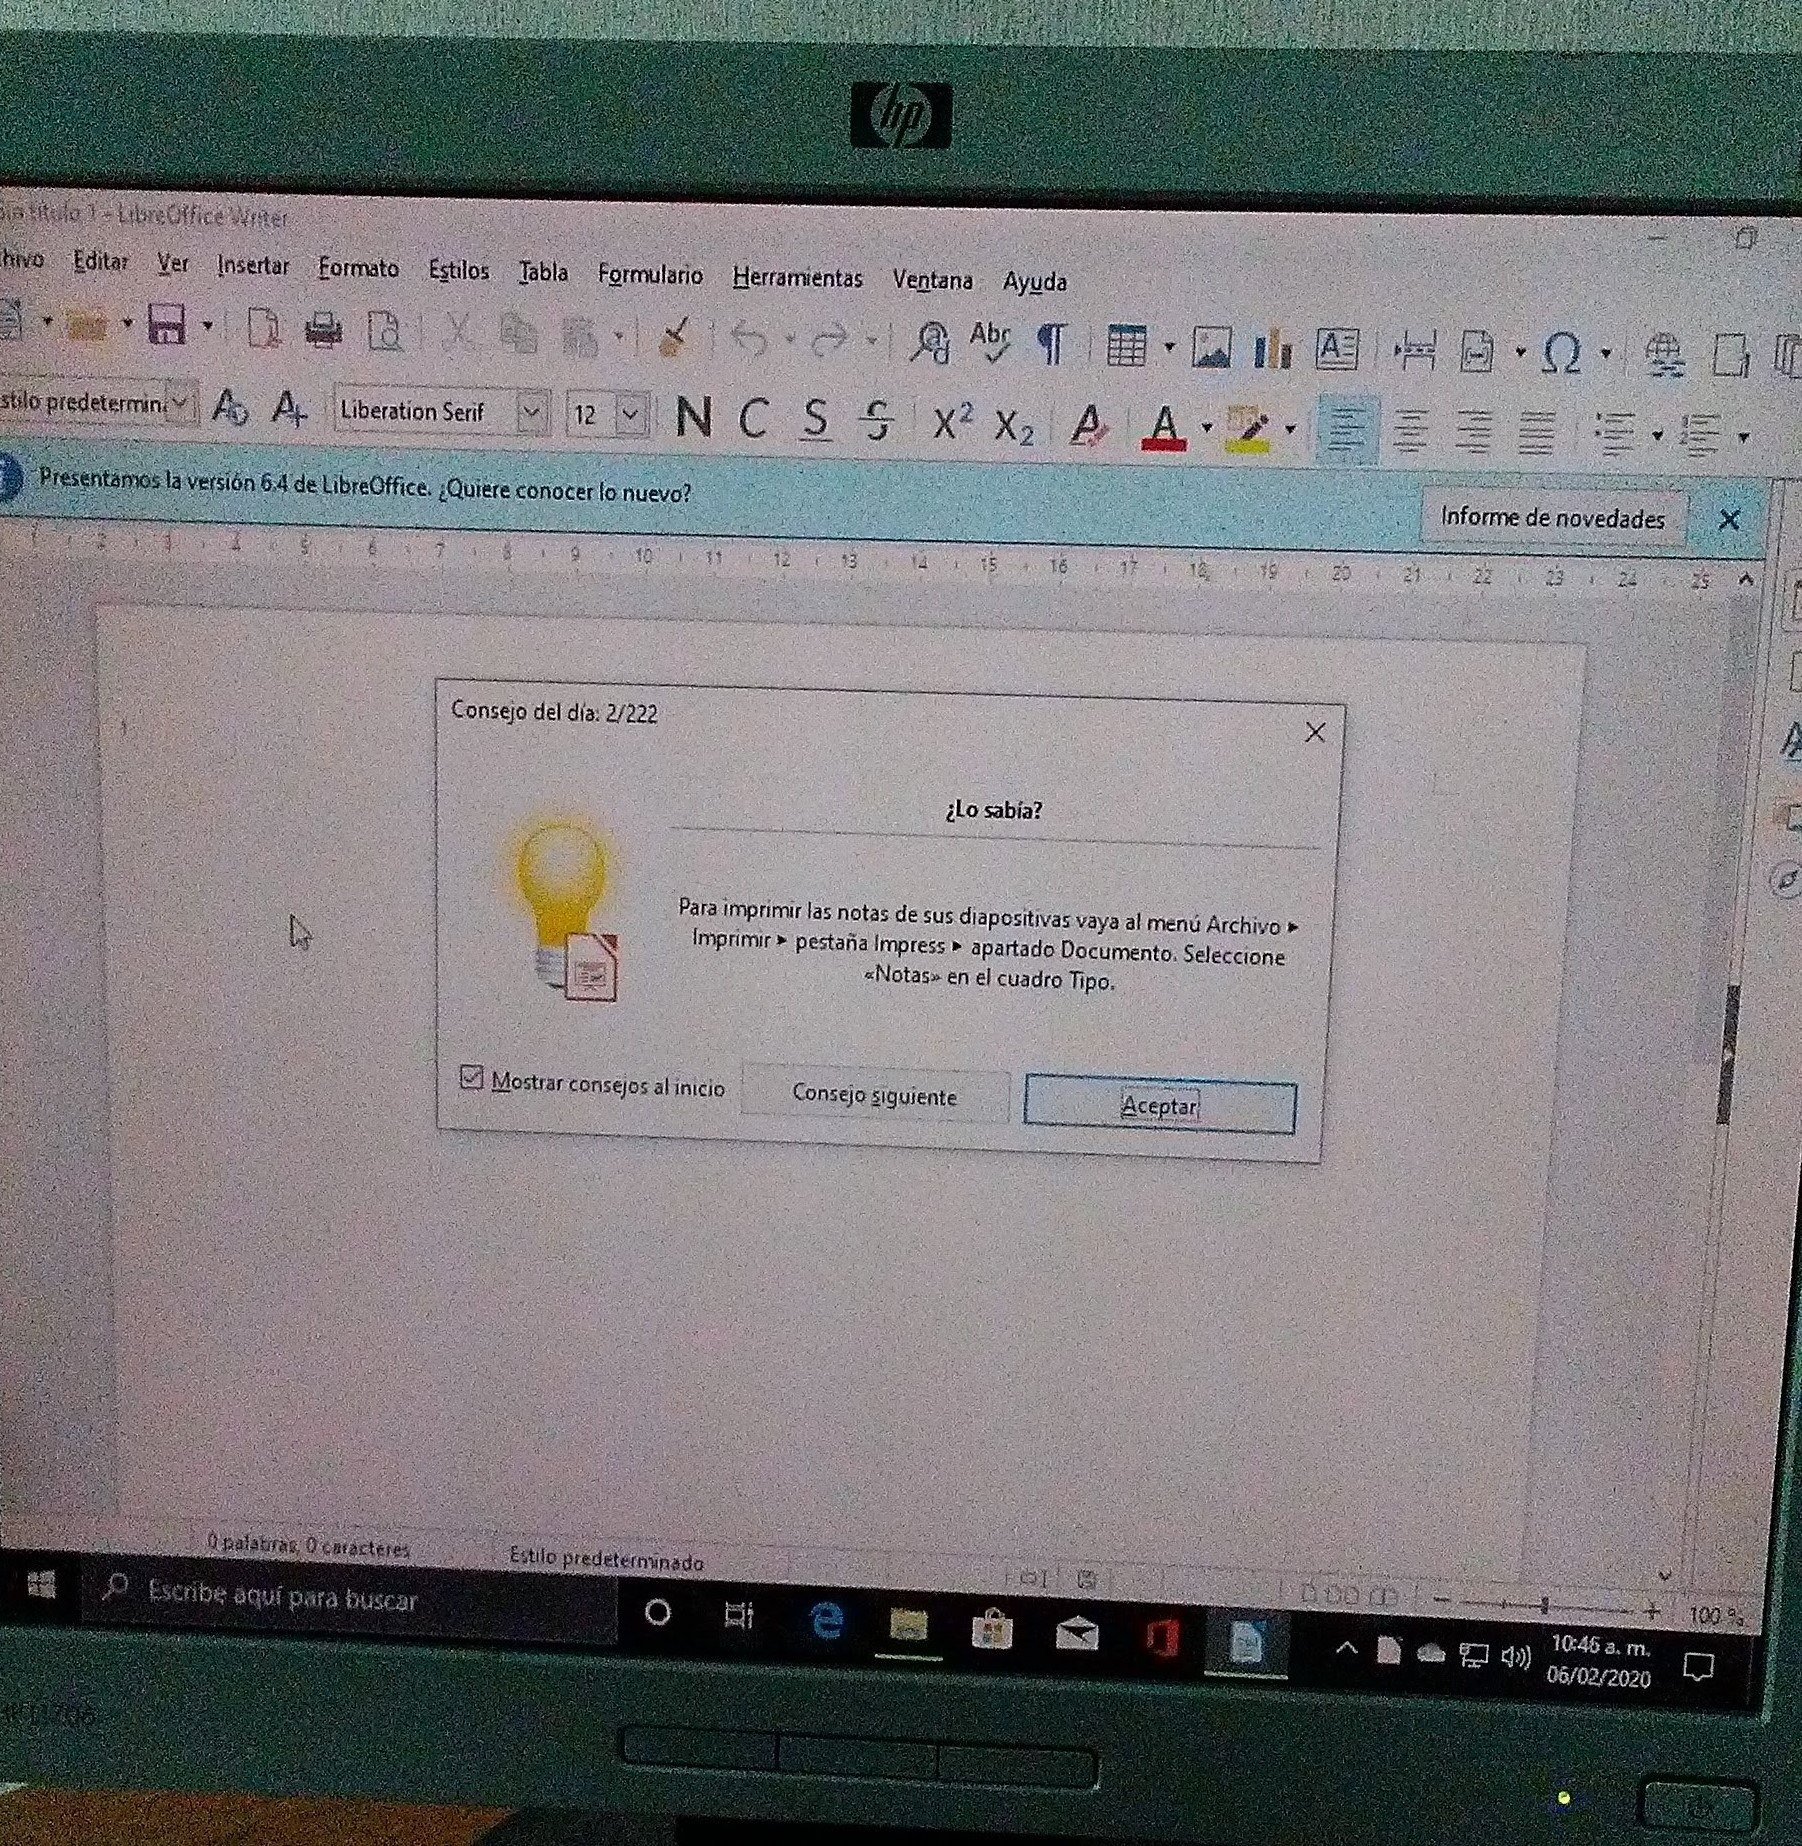 hp
Sin título 1 - LibreOffice Writer
hivo Editar Ver Insertar Formato Estilos Tabla Formulario Herramientas Ventana Ayuda
Abc ¶ A Ω
stilo predetermina Liberation Serif 12 N C S S X² X₂ A A
Presentamos la versión 6.4 de LibreOffice. ¿Quiere conocer lo nuevo? Informe de novedades
1 2 3 4 5 6 7 8 9 10 11 12 13 14 15 16 17 18 19 20 21 22 23 24 25
Consejo del día: 2/222
¿Lo sabía?
Para imprimir las notas de sus diapositivas vaya al menú Archivo ▸
Imprimir ▸ pestaña Impress ▸ apartado Documento. Seleccione
«Notas» en el cuadro Tipo.
Mostrar consejos al inicio Consejo siguiente Aceptar
0 palabras, 0 caracteres Estilo predeterminado 100 %
Escribe aquí para buscar
10:46 a. m.
06/02/2020